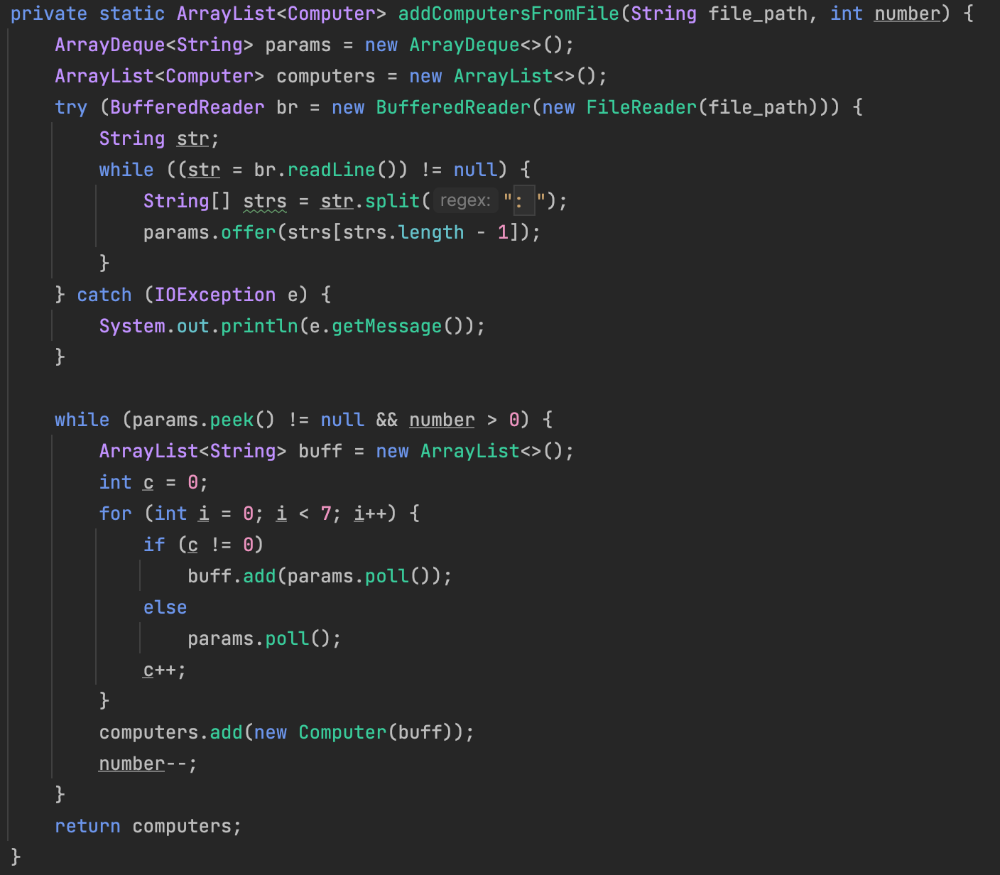 private static ArrayList<Computer> addComputersFromFile(String file_path, int number) {
    ArrayDeque<String> params = new ArrayDeque<>();
    ArrayList<Computer> computers = new ArrayList<>();
    try (BufferedReader br = new BufferedReader(new FileReader(file_path))) {
        String str;
        while ((str = br.readLine()) != null) {
            String[] strs = str.split( regex: ": ");
            params.offer(strs[strs.length - 1]);
        }
    } catch (IOException e) {
        System.out.println(e.getMessage());
    }

    while (params.peek() != null && number > 0) {
        ArrayList<String> buff = new ArrayList<>();
        int c = 0;
        for (int i = 0; i < 7; i++) {
            if (c != 0)
                buff.add(params.poll());
            else
                params.poll();
            c++;
        }
        computers.add(new Computer(buff));
        number--;
    }
    return computers;
}